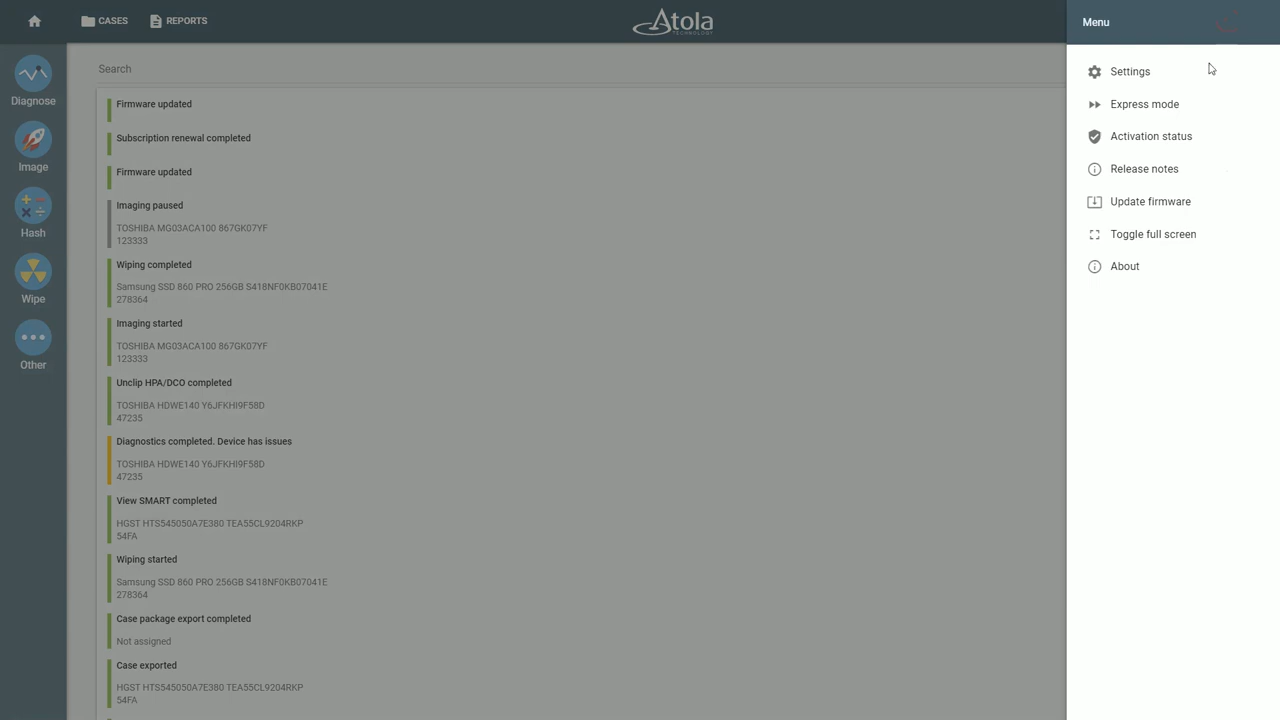 CASES
REPORTS
Atola
TECHNOLOGY
Menu
Diagnose
Image
Hash
Wipe
Other
Search
Firmware updated
Subscription renewal completed
Firmware updated
Imaging paused
TOSHIBA MG03ACA100 867GK07YF
123333
Wiping completed
Samsung SSD 860 PRO 256GB S418NF0KB07041E
278364
Imaging started
TOSHIBA MG03ACA100 867GK07YF
123333
Unclip HPA/DCO completed
TOSHIBA HDWE140 Y6JFKHI9F58D
47235
Diagnostics completed. Device has issues
TOSHIBA HDWE140 Y6JFKHI9F58D
47235
View SMART completed
HGST HTS545050A7E380 TEA55CL9204RKP
54FA
Wiping started
Samsung SSD 860 PRO 256GB S418NF0KB07041E
278364
Case package export completed
Not assigned
Case exported
HGST HTS545050A7E380 TEA55CL9204RKP
54FA
Settings
Express mode
Activation status
Release notes
Update firmware
Toggle full screen
About